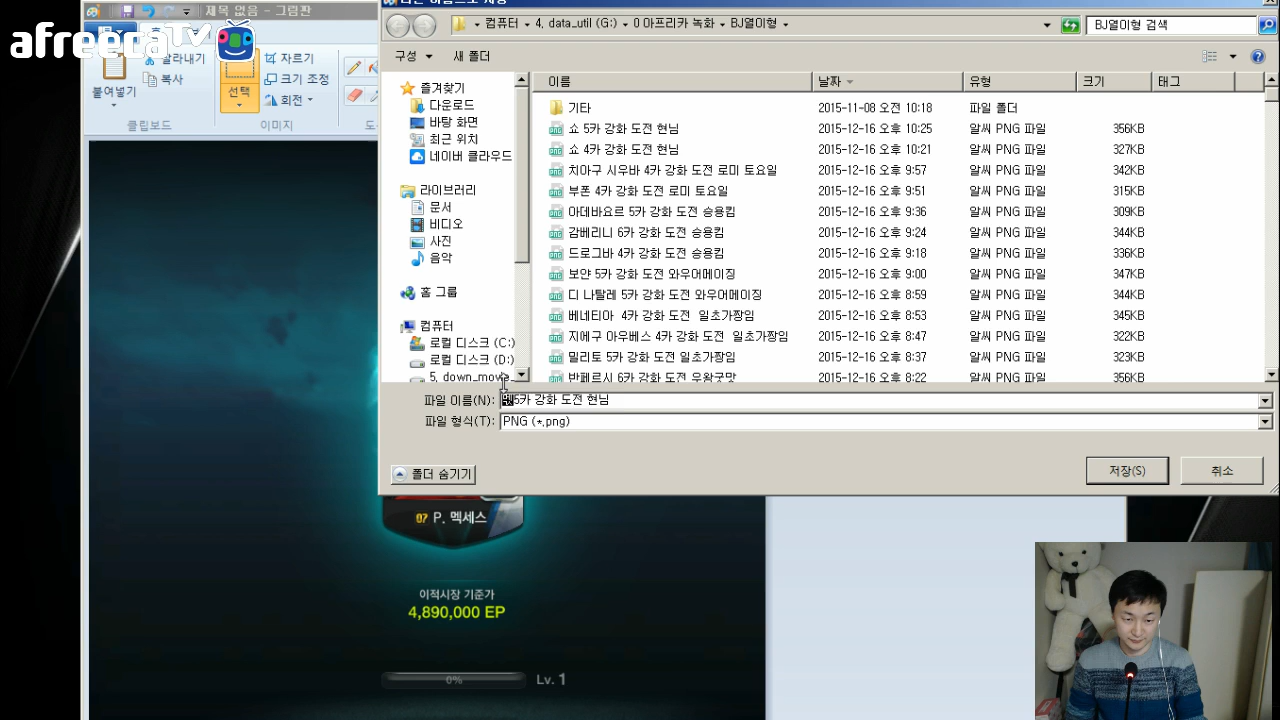 제목 없음 - 그림판
afreecaTV
컴퓨터 ▸ 4, data_util (G:) ▸ 0 아프리카 녹화 ▸ BJ열이형
BJ열이형 검색
구성
새 폴더
붙여넣기
잘라내기
복사
클립보드
선택
자르기
크기 조정
회전
이미지
즐겨찾기
다운로드
바탕 화면
최근 위치
네이버 클라우드
라이브러리
문서
비디오
사진
음악
홈 그룹
컴퓨터
로컬 디스크 (C:)
로컬 디스크 (D:)
이름 날짜 유형 크기 태그
기타 2015-11-08 오전 10:18 파일 폴더
쇼 5카 강화 도전 현님 2015-12-16 오후 10:25 알씨 PNG 파일 356KB
쇼 4카 강화 도전 현님 2015-12-16 오후 10:21 알씨 PNG 파일 327KB
치아구 시우바 4카 강화 도전 로미 토요일 2015-12-16 오후 9:57 알씨 PNG 파일 342KB
부폰 4카 강화 도전 로미 토요일 2015-12-16 오후 9:51 알씨 PNG 파일 315KB
아데바요르 5카 강화 도전 승용킴 2015-12-16 오후 9:36 알씨 PNG 파일 309KB
감베리니 6카 강화 도전 승용킴 2015-12-16 오후 9:24 알씨 PNG 파일 344KB
드로그바 4카 강화 도전 승용킴 2015-12-16 오후 9:18 알씨 PNG 파일 336KB
보얀 5카 강화 도전 와우어메이징 2015-12-16 오후 9:00 알씨 PNG 파일 347KB
디 나탈레 5카 강화 도전 와우어메이징 2015-12-16 오후 8:59 알씨 PNG 파일 344KB
베네티아 4카 강화 도전 일초가짱임 2015-12-16 오후 8:53 알씨 PNG 파일 345KB
지에구 아우베스 4카 강화 도전 일초가짱임 2015-12-16 오후 8:47 알씨 PNG 파일 322KB
밀리토 5카 강화 도전 일초가짱임 2015-12-16 오후 8:37 알씨 PNG 파일 323KB
반페르시 6카 강화 도전 우왕굿맛 2015-12-16 오후 8:22 알씨 PNG 파일 356KB
파일 이름(N): 5카 강화 도전 현님
파일 형식(T): PNG (*.png)
폴더 숨기기
저장(S)
취소
07 P. 멕세스
이적시장 기준가
4,890,000 EP
0% Lv. 1